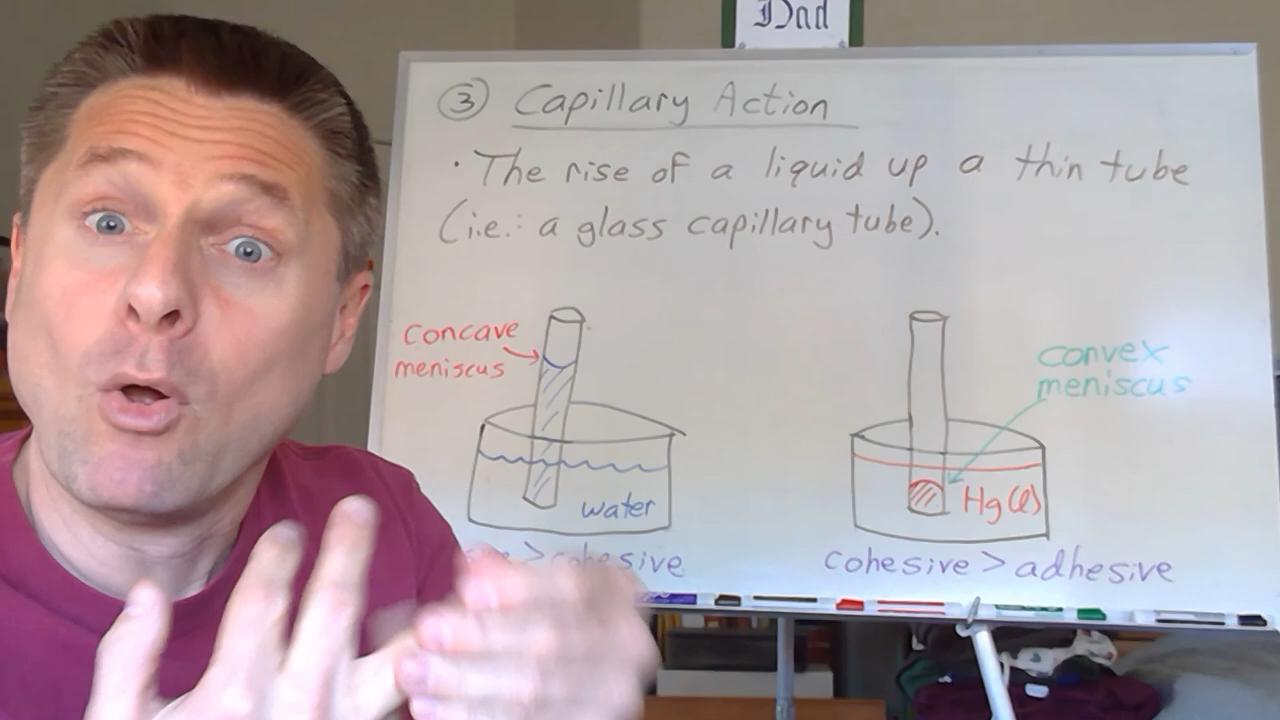 Dad
③ Capillary Action
· The rise of a liquid up a thin tube
(i.e.: a glass capillary tube).
concave
meniscus
water
> cohesive
convex
meniscus
Hg(l)
cohesive > adhesive